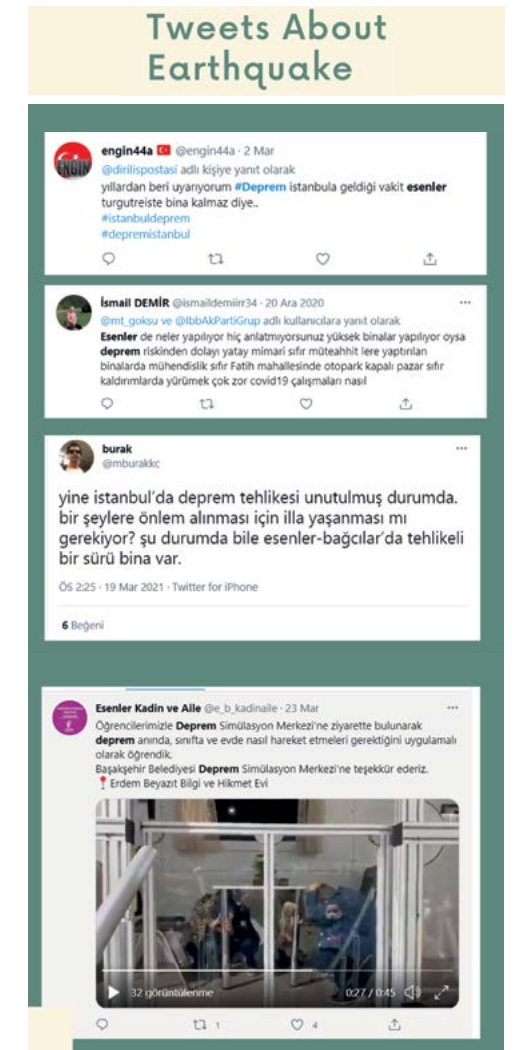 Tweets About
Earthquake
ENGIN
engin44a 🇹🇷 @engin44a · 2 Mar
@dirilispostasi adlı kişiye yanıt olarak
yıllardan beri uyarıyorum #Deprem istanbula geldiği vakit esenler
turgutreiste bina kalmaz diye..
#istanbuldeprem
#depremistanbul
İsmail DEMİR @ismaildemiirr34 · 20 Ara 2020
@mt_goksu ve @IbbAkPartiGrup adlı kullanıcılara yanıt olarak
Esenler de neler yapılıyor hiç anlatmıyorsunuz yüksek binalar yapılıyor oysa
deprem riskinden dolayı yatay mimari sıfır müteahhit lere yaptırılan
binalarda mühendislik sıfır Fatih mahallesinde otopark kapalı pazar sıfır
kaldırımlarda yürümek çok zor covid19 çalışmaları nasıl
burak
@mburakkc
yine istanbul'da deprem tehlikesi unutulmuş durumda.
bir şeylere önlem alınması için illa yaşanması mı
gerekiyor? şu durumda bile esenler-bağcılar'da tehlikeli
bir sürü bina var.
ÖS 2:25 · 19 Mar 2021 · Twitter for iPhone
6 Beğeni
Esenler Kadin ve Aile @e_b_kadinaile · 23 Mar
Öğrencilerimizle Deprem Simülasyon Merkezi'ne ziyarette bulunarak
deprem anında, sınıfta ve evde nasıl hareket etmeleri gerektiğini uygulamalı
olarak öğrendik.
Başakşehir Belediyesi Deprem Simülasyon Merkezi'ne teşekkür ederiz.
📍 Erdem Beyazıt Bilgi ve Hikmet Evi
32 görüntülenme 0:27 / 0:45
1 4